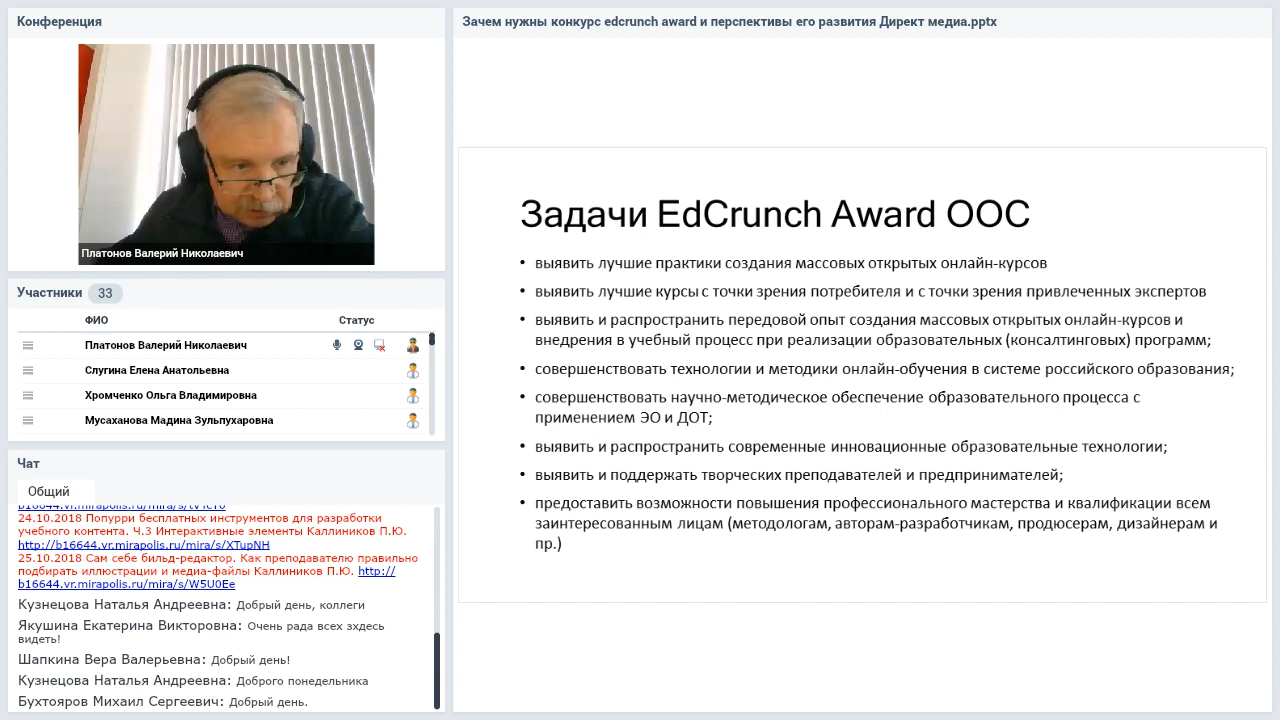 Конференция
Платонов Валерий Николаевич
Участники 33
ФИО Статус
Платонов Валерий Николаевич
Слугина Елена Анатольевна
Хромченко Ольга Владимировна
Мусаханова Мадина Зульпухаровна
Чат
Общий
24.10.2018 Попурри бесплатных инструментов для разработки
учебного контента. Ч.3 Интерактивные элементы Каллиников П.Ю.
http://b16644.vr.mirapolis.ru/mira/s/XTupNH
25.10.2018 Сам себе бильд-редактор. Как преподавателю правильно
подбирать иллюстрации и медиа-файлы Каллиников П.Ю. http://
b16644.vr.mirapolis.ru/mira/s/W5U0Ee
Кузнецова Наталья Андреевна: Добрый день, коллеги
Якушина Екатерина Викторовна: Очень рада всех зхдесь
видеть!
Шапкина Вера Валерьевна: Добрый день!
Кузнецова Наталья Андреевна: Доброго понедельника
Бухтояров Михаил Сергеевич: Добрый день.
Зачем нужны конкурс edcrunch award и перспективы его развития Директ медиа.pptx
Задачи EdCrunch Award OOC
• выявить лучшие практики создания массовых открытых онлайн-курсов
• выявить лучшие курсы с точки зрения потребителя и с точки зрения привлеченных экспертов
• выявить и распространить передовой опыт создания массовых открытых онлайн-курсов и
внедрения в учебный процесс при реализации образовательных (консалтинговых) программ;
• совершенствовать технологии и методики онлайн-обучения в системе российского образования;
• совершенствовать научно-методическое обеспечение образовательного процесса с
применением ЭО и ДОТ;
• выявить и распространить современные инновационные образовательные технологии;
• выявить и поддержать творческих преподавателей и предпринимателей;
• предоставить возможности повышения профессионального мастерства и квалификации всем
заинтересованным лицам (методологам, авторам-разработчикам, продюсерам, дизайнерам и
пр.)